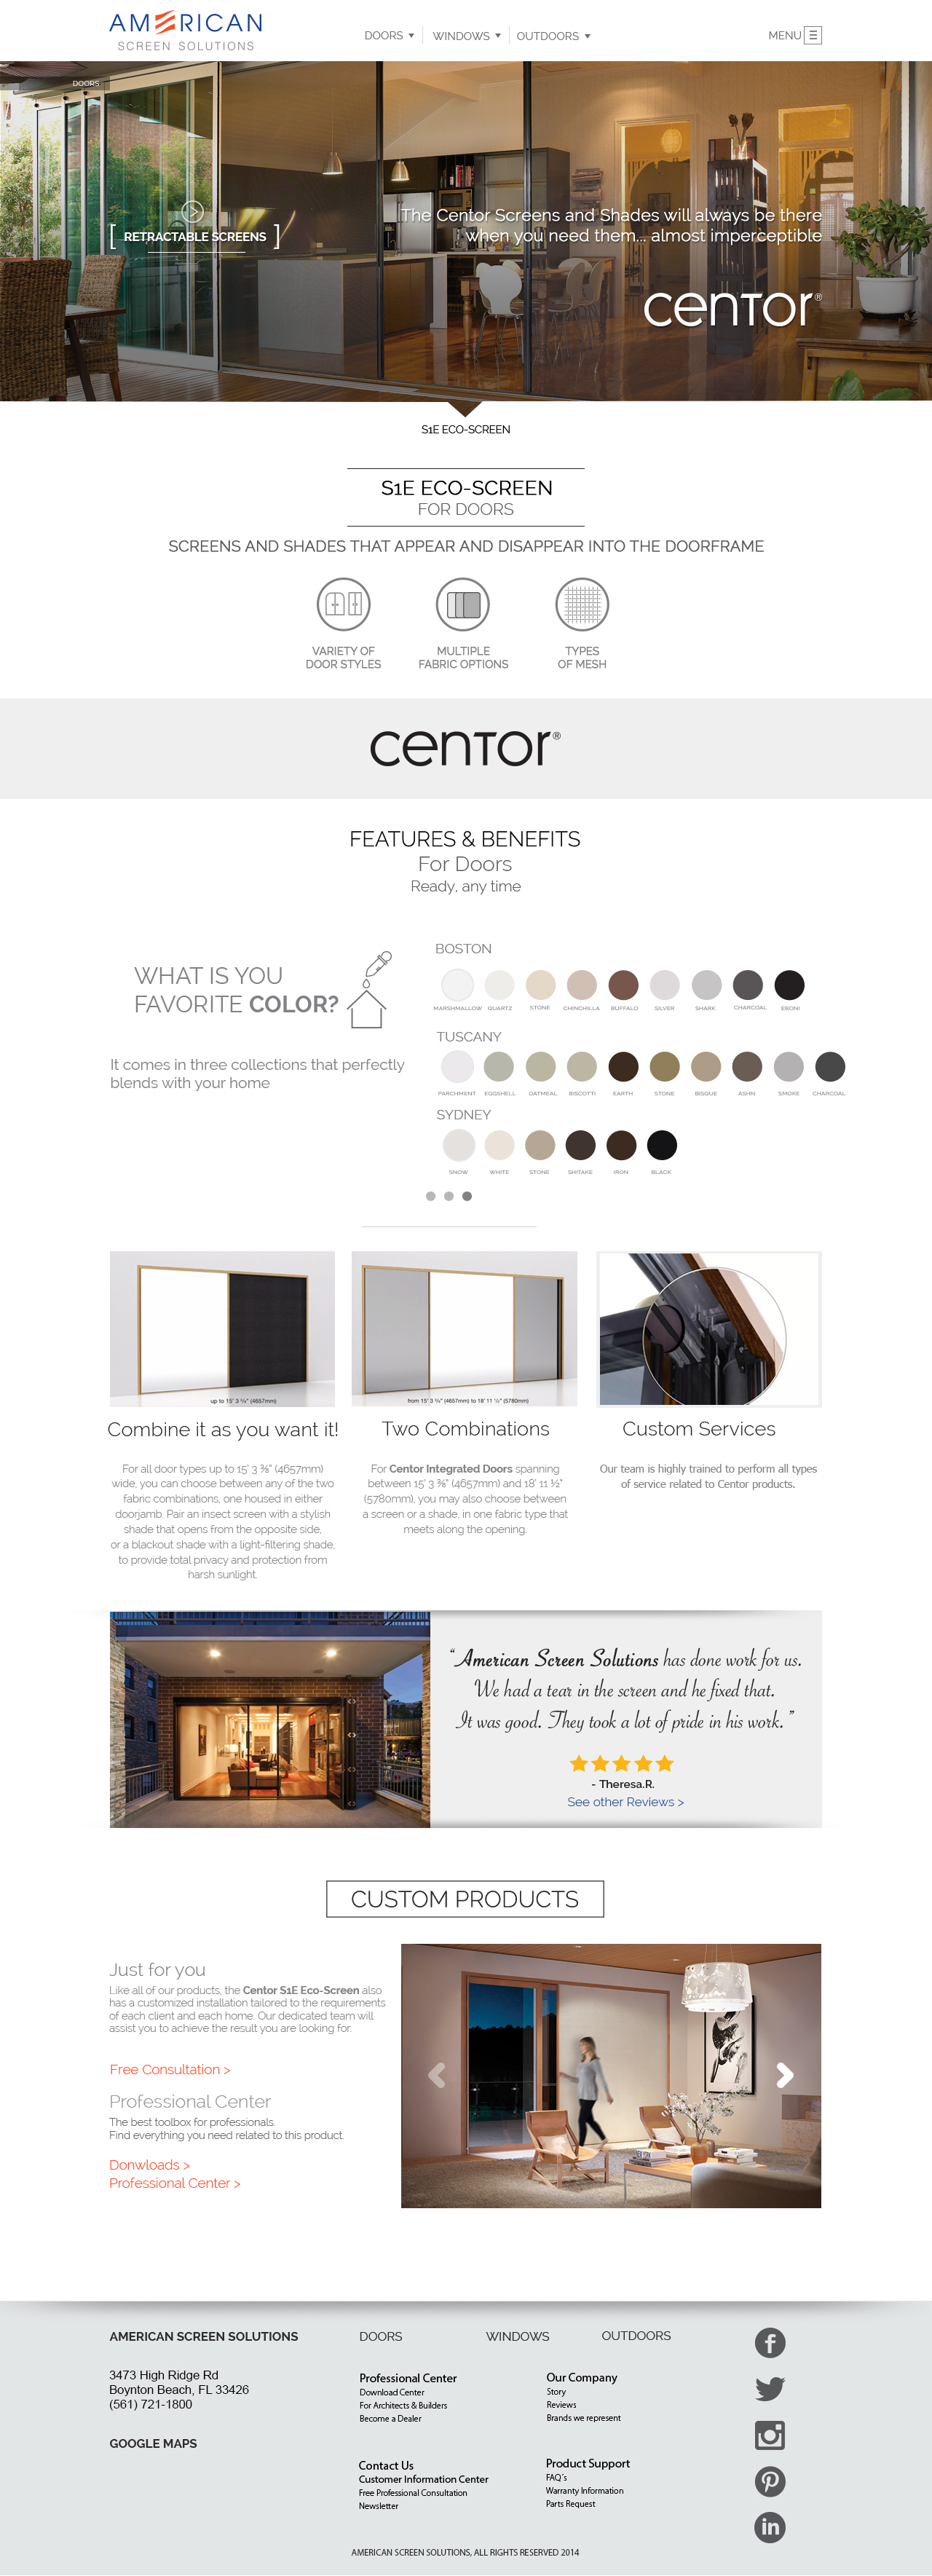 AMERICAN
SCREEN SOLUTIONS
DOORS
WINDOWS
OUTDOORS
MENU
DOORS
[ RETRACTABLE SCREENS ]
The Centor Screens and Shades will always be there
when you need them... almost imperceptible
centor®
S1E ECO-SCREEN
S1E ECO-SCREEN
FOR DOORS
SCREENS AND SHADES THAT APPEAR AND DISAPPEAR INTO THE DOORFRAME
VARIETY OF
DOOR STYLES
MULTIPLE
FABRIC OPTIONS
TYPES
OF MESH
centor®
FEATURES & BENEFITS
For Doors
Ready, any time
WHAT IS YOU
FAVORITE COLOR?
It comes in three collections that perfectly
blends with your home
BOSTON
MARSHMALLOW QUARTZ STONE CHINCHILLA BUFFALO SILVER SHARK CHARCOAL EBONI
TUSCANY
PARCHMENT EGGSHELL OATMEAL BISCOTTI EARTH STONE BISQUE ASHN SMOKE CHARCOAL
SYDNEY
SNOW WHITE STONE SHITAKE IRON BLACK
up to 15' 3 ⅜" (4657mm)
Combine it as you want it!
For all door types up to 15' 3 ⅜" (4657mm)
wide, you can choose between any of the two
fabric combinations, one housed in either
doorjamb. Pair an insect screen with a stylish
shade that opens from the opposite side,
or a blackout shade with a light-filtering shade,
to provide total privacy and protection from
harsh sunlight.
from 15' 3 ⅜" (4657mm) to 18' 11 ½" (5780mm)
Two Combinations
For Centor Integrated Doors spanning
between 15' 3 ⅜" (4657mm) and 18' 11 ½"
(5780mm), you may also choose between
a screen or a shade, in one fabric type that
meets along the opening.
Custom Services
Our team is highly trained to perform all types
of service related to Centor products.
“American Screen Solutions has done work for us.
We had a tear in the screen and he fixed that.
It was good. They took a lot of pride in his work.”
- Theresa.R.
See other Reviews >
CUSTOM PRODUCTS
Just for you
Like all of our products, the Centor S1E Eco-Screen also
has a customized installation tailored to the requirements
of each client and each home. Our dedicated team will
assist you to achieve the result you are looking for.
Free Consultation >
Professional Center
The best toolbox for professionals.
Find everything you need related to this product.
Donwloads >
Professional Center >
AMERICAN SCREEN SOLUTIONS
3473 High Ridge Rd
Boynton Beach, FL 33426
(561) 721-1800
GOOGLE MAPS
DOORS
WINDOWS
OUTDOORS
Professional Center
Download Center
For Architects & Builders
Become a Dealer
Our Company
Story
Reviews
Brands we represent
Contact Us
Customer Information Center
Free Professional Consultation
Newsletter
Product Support
FAQ´s
Warranty Information
Parts Request
AMERICAN SCREEN SOLUTIONS, ALL RIGHTS RESERVED 2014